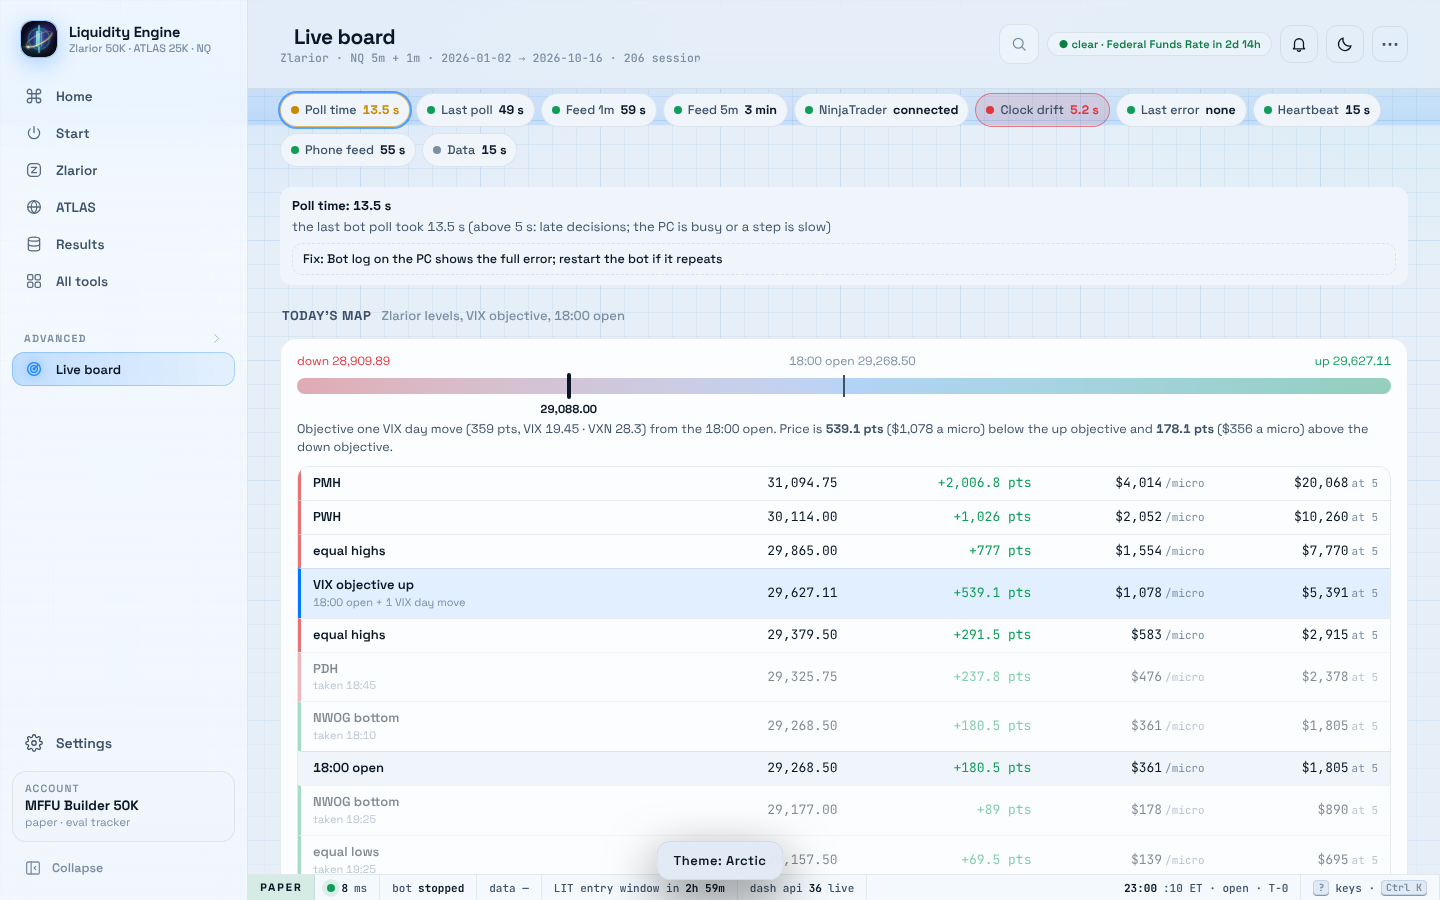 Liquidity Engine
Zlarior 50K · ATLAS 25K · NQ
Home
Start
Zlarior
ATLAS
Results
All tools
ADVANCED
Live board
Settings
ACCOUNT
MFFU Builder 50K
paper · eval tracker
Collapse
Live board
Zlarior · NQ 5m + 1m · 2026-01-02 → 2026-10-16 · 206 session
clear · Federal Funds Rate in 2d 14h
Poll time 13.5 s
Last poll 49 s
Feed 1m 59 s
Feed 5m 3 min
NinjaTrader connected
Clock drift 5.2 s
Last error none
Heartbeat 15 s
Phone feed 55 s
Data 15 s
Poll time: 13.5 s
the last bot poll took 13.5 s (above 5 s: late decisions; the PC is busy or a step is slow)
Fix: Bot log on the PC shows the full error; restart the bot if it repeats
TODAY'S MAP Zlarior levels, VIX objective, 18:00 open
down 28,909.89
18:00 open 29,268.50
up 29,627.11
29,088.00
Objective one VIX day move (359 pts, VIX 19.45 · VXN 28.3) from the 18:00 open. Price is 539.1 pts ($1,078 a micro) below the up objective and 178.1 pts ($356 a micro) above the
down objective.
PMH 31,094.75 +2,006.8 pts $4,014 /micro $20,068 at 5
PWH 30,114.00 +1,026 pts $2,052 /micro $10,260 at 5
equal highs 29,865.00 +777 pts $1,554 /micro $7,770 at 5
VIX objective up 29,627.11 +539.1 pts $1,078 /micro $5,391 at 5
18:00 open + 1 VIX day move
equal highs 29,379.50 +291.5 pts $583 /micro $2,915 at 5
PDH 29,325.75 +237.8 pts $476 /micro $2,378 at 5
taken 18:45
NWOG bottom 29,268.50 +180.5 pts $361 /micro $1,805 at 5
taken 18:10
18:00 open 29,268.50 +180.5 pts $361 /micro $1,805 at 5
NWOG bottom 29,177.00 +89 pts $178 /micro $890 at 5
taken 19:25
equal lows ,157.50 +69.5 pts $139 /micro $695 at 5
taken 19:25
Theme: Arctic
PAPER
8 ms
bot stopped
data —
LIT entry window in 2h 59m
dash api 36 live
23:00 :10 ET · open · T-0
? keys · Ctrl K